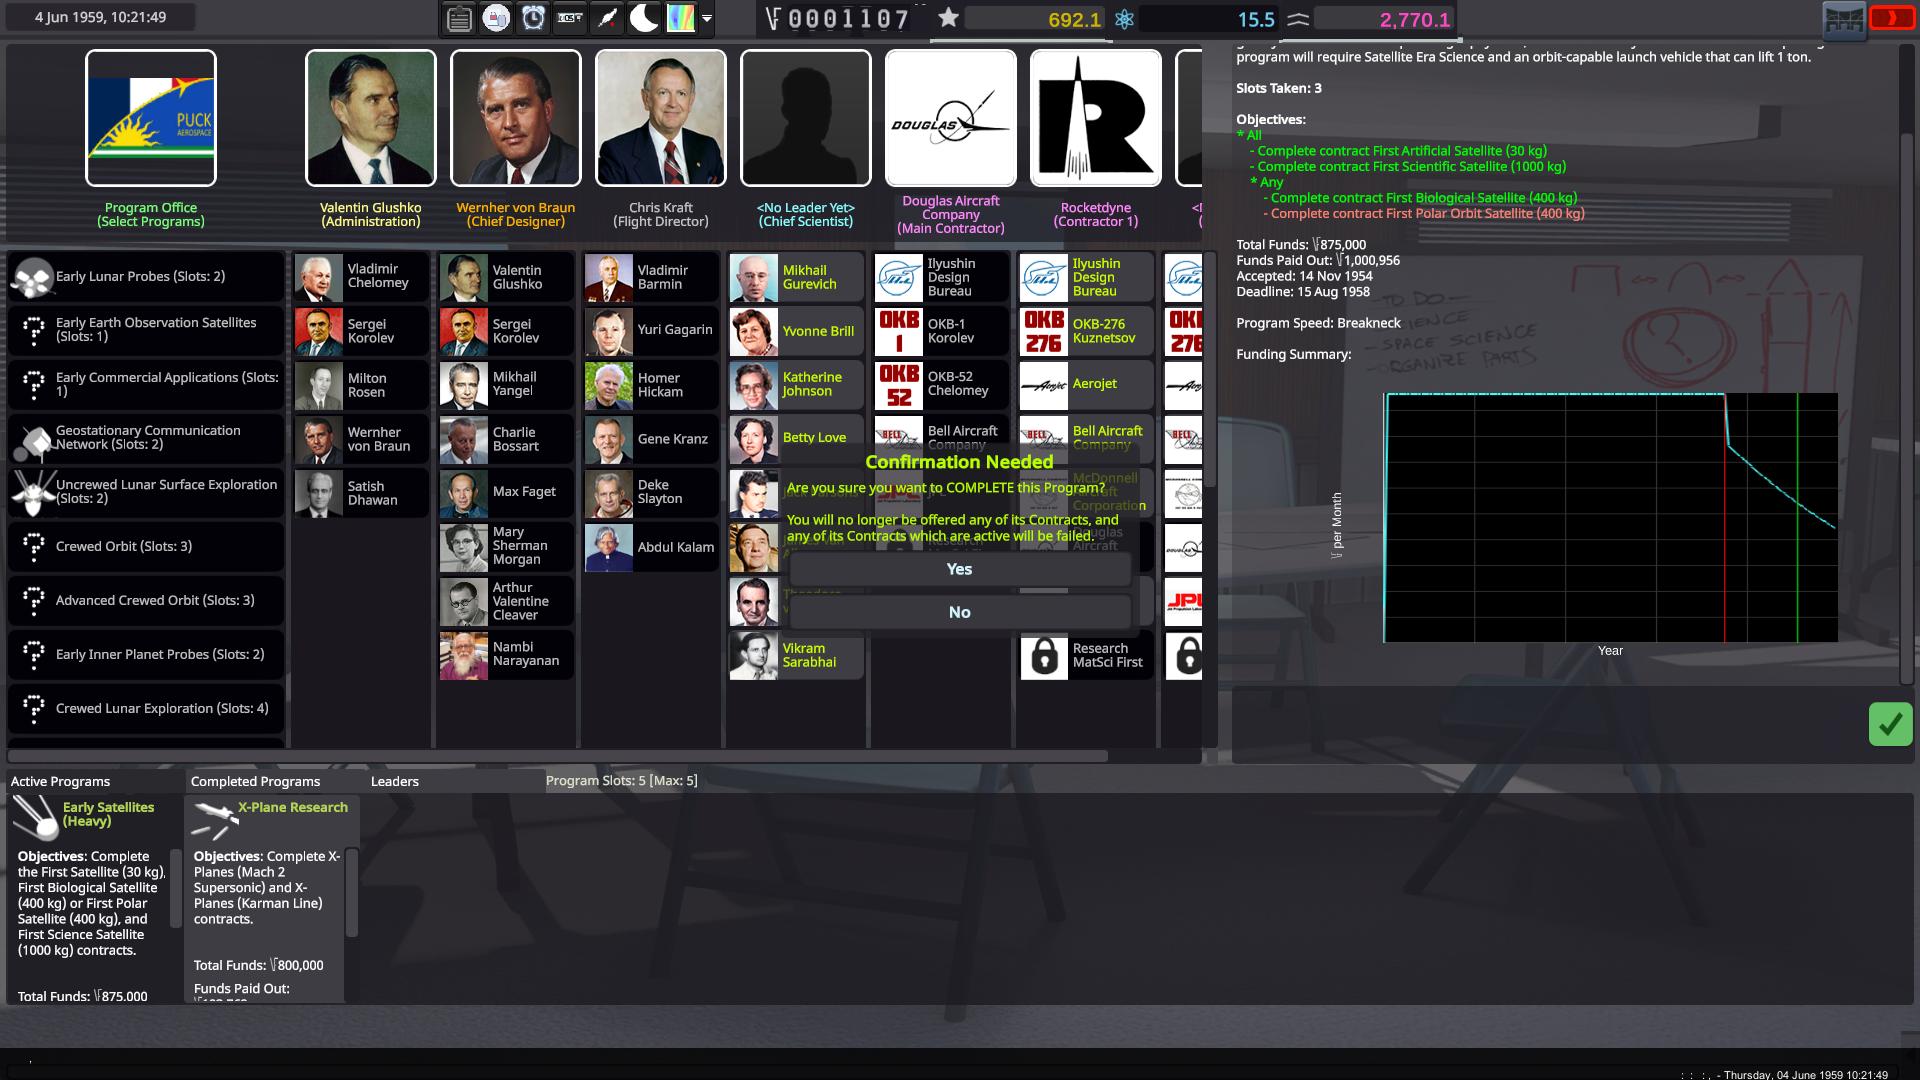 4 Jun 1959, 10:21:49
0001107
692.1
15.5
2,770.1
PUCK
AEROSPACE
Program Office
(Select Programs)
Valentin Glushko
(Administration)
Wernher von Braun
(Chief Designer)
Chris Kraft
(Flight Director)
<No Leader Yet>
(Chief Scientist)
DOUGLAS
Douglas Aircraft
Company
(Main Contractor)
R
Rocketdyne
(Contractor 1)
Early Lunar Probes (Slots: 2)
Early Earth Observation Satellites
(Slots: 1)
Early Commercial Applications (Slots:
1)
Geostationary Communication
Network (Slots: 2)
Uncrewed Lunar Surface Exploration
(Slots: 2)
Crewed Orbit (Slots: 3)
Advanced Crewed Orbit (Slots: 3)
Early Inner Planet Probes (Slots: 2)
Crewed Lunar Exploration (Slots: 4)
Vladimir
Chelomey
Sergei
Korolev
Milton
Rosen
Wernher
von Braun
Satish
Dhawan
Valentin
Glushko
Sergei
Korolev
Mikhail
Yangel
Charlie
Bossart
Max Faget
Mary
Sherman
Morgan
Arthur
Valentine
Cleaver
Nambi
Narayanan
Vladimir
Barmin
Yuri Gagarin
Homer
Hickam
Gene Kranz
Deke
Slayton
Abdul Kalam
Mikhail
Gurevich
Yvonne Brill
Katherine
Johnson
Betty Love
Vikram
Sarabhai
Ilyushin
Design
Bureau
OKB
1
OKB-1
Korolev
OKB
52
OKB-52
Chelomey
BELL
Bell Aircraft
Company
Ilyushin
Design
Bureau
OKB
276
OKB-276
Kuznetsov
Aerojet
Aerojet
BELL
Bell Aircraft
Company
McDonnell
Aircraft
Corporation
Douglas
Aircraft
Research
MatSci First
OKB
276
JPL
Confirmation Needed
Are you sure you want to COMPLETE this Program?
You will no longer be offered any of its Contracts, and
any of its Contracts which are active will be failed.
Yes
No
program will require Satellite Era Science and an orbit-capable launch vehicle that can lift 1 ton.
Slots Taken: 3
Objectives:
* All
- Complete contract First Artificial Satellite (30 kg)
- Complete contract First Scientific Satellite (1000 kg)
* Any
- Complete contract First Biological Satellite (400 kg)
- Complete contract First Polar Orbit Satellite (400 kg)
Total Funds: √875,000
Funds Paid Out: √1,000,956
Accepted: 14 Nov 1954
Deadline: 15 Aug 1958
Program Speed: Breakneck
Funding Summary:
√ per Month
Year
- TO DO -
- SCIENCE
- SPACE SCIENCE
- ORGANIZE PARTS
Active Programs
Completed Programs
Leaders
Program Slots: 5 [Max: 5]
Early Satellites
(Heavy)
Objectives: Complete
the First Satellite (30 kg),
First Biological Satellite
(400 kg) or First Polar
Satellite (400 kg), and
First Science Satellite
(1000 kg) contracts.
Total Funds: √875,000
X-Plane Research
Objectives: Complete X-
Planes (Mach 2
Supersonic) and X-
Planes (Karman Line)
contracts.
Total Funds: √800,000
Funds Paid Out:
- Thursday, 04 June 1959 10:21:49